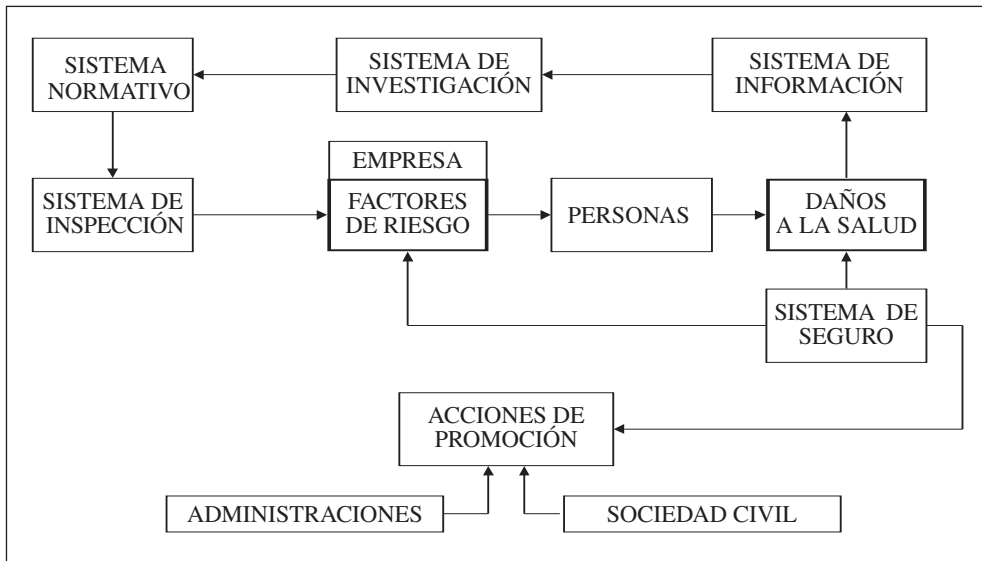 SISTEMA
NORMATIVO
SISTEMA DE
INVESTIGACIÓN
SISTEMA DE
INFORMACIÓN
EMPRESA
SISTEMA DE
INSPECCIÓN
FACTORES
DE RIESGO
PERSONAS
DAÑOS
A LA SALUD
SISTEMA DE
SEGURO
ACCIONES DE
PROMOCIÓN
ADMINISTRACIONES
SOCIEDAD CIVIL